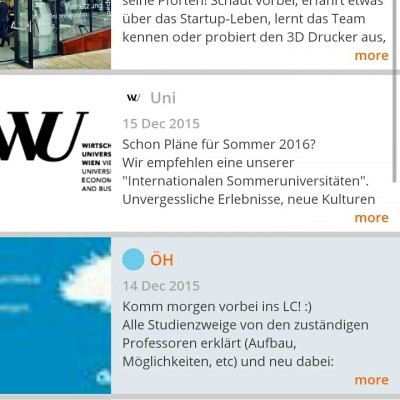 seine Pforten! Schaut vorbei, erfahrt etwas
über das Startup-Leben, lernt das Team
kennen oder probiert den 3D Drucker aus,
more
WU
WIRTSCH
UNIVERS
WIEN VI
UNIVERS
ECONOM
AND BUS
Uni
15 Dec 2015
Schon Pläne für Sommer 2016?
Wir empfehlen eine unserer
"Internationalen Sommeruniversitäten".
Unvergessliche Erlebnisse, neue Kulturen
more
ÖH
14 Dec 2015
Komm morgen vorbei ins LC! :)
Alle Studienzweige von den zuständigen
Professoren erklärt (Aufbau,
Möglichkeiten, etc) und neu dabei:
more